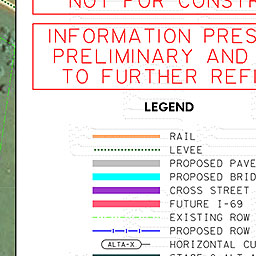 NOT FOR CONSTR
INFORMATION PRES
PRELIMINARY AND
TO FURTHER REFI
LEGEND
RAIL
LEVEE
PROPOSED PAVE
PROPOSED BRID
CROSS STREET
FUTURE I-69
EXISTING ROW
PROPOSED ROW
ALTA-X HORIZONTAL CU